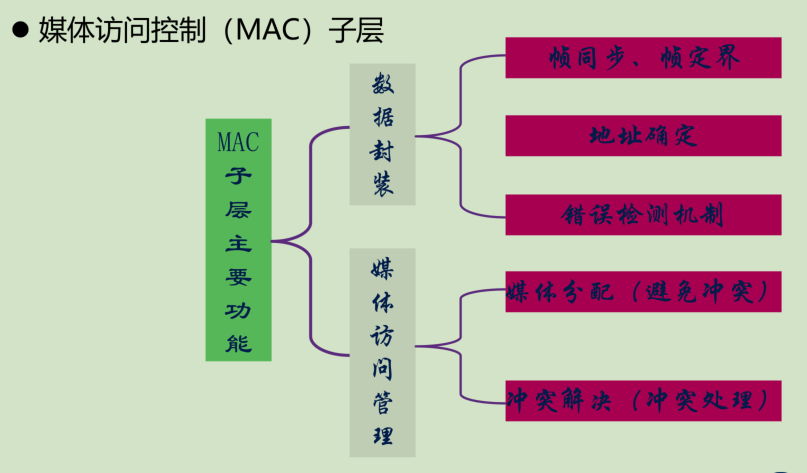 ● 媒体访问控制（MAC）子层
MAC子层主要功能
数据封装
帧同步、帧定界
地址确定
错误检测机制
媒体访问管理
媒体分配（避免冲突）
冲突解决（冲突处理）